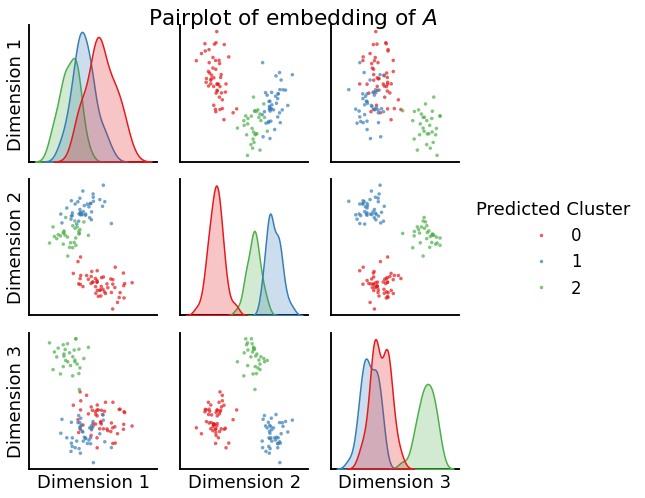 Pairplot of embedding of A
Dimension 1
Dimension 2
Predicted Cluster
0
1
2
Dimension 3
Dimension 1 Dimension 2 Dimension 3